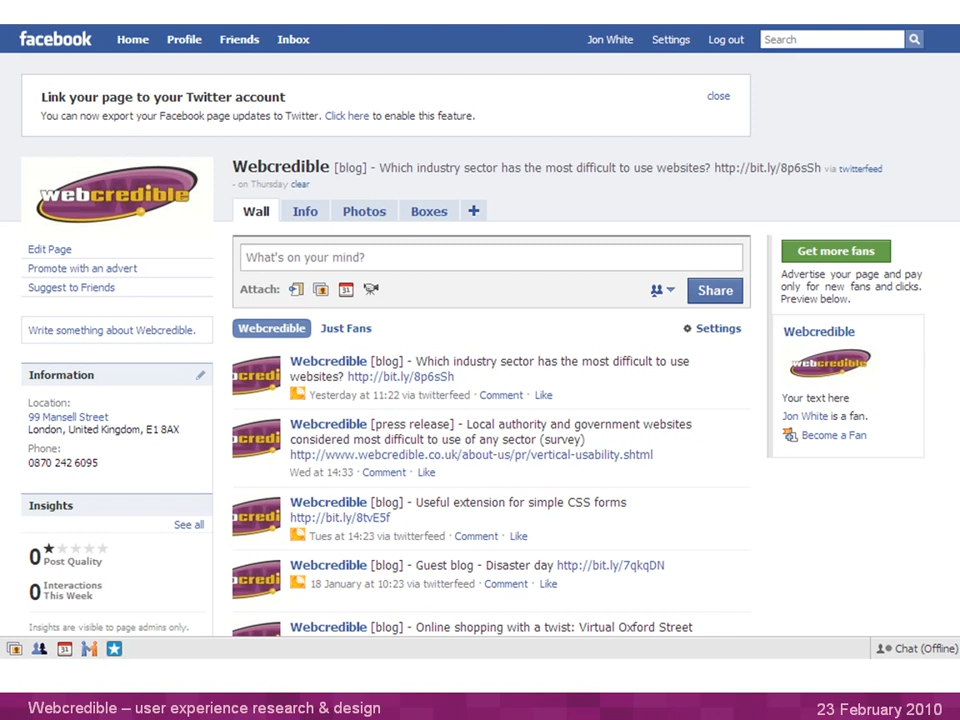 facebook Home Profile Friends Inbox Jon White Settings Log out Search
Link your page to your Twitter account close
You can now export your Facebook page updates to Twitter. Click here to enable this feature.
webcredible
Webcredible [blog] - Which industry sector has the most difficult to use websites? http://bit.ly/8p6sSh via twitterfeed
- on Thursday clear
Wall Info Photos Boxes +
Edit Page
Promote with an advert
Suggest to Friends
Write something about Webcredible.
Information
Location:
99 Mansell Street
London, United Kingdom, E1 8AX
Phone:
0870 242 6095
Insights
See all
0 Post Quality
0 Interactions
This Week
Insights are visible to page admins only.
What's on your mind?
Attach: 31 Share
Webcredible Just Fans Settings
Webcredible [blog] - Which industry sector has the most difficult to use
websites? http://bit.ly/8p6sSh
Yesterday at 11:22 via twitterfeed · Comment · Like
Webcredible [press release] - Local authority and government websites
considered most difficult to use of any sector (survey)
http://www.webcredible.co.uk/about-us/pr/vertical-usability.shtml
Wed at 14:33 · Comment · Like
Webcredible [blog] - Useful extension for simple CSS forms
http://bit.ly/8tvE5f
Tues at 14:23 via twitterfeed · Comment · Like
Webcredible [blog] - Guest blog - Disaster day http://bit.ly/7qkqDN
18 January at 10:23 via twitterfeed · Comment · Like
Webcredible [blog] - Online shopping with a twist: Virtual Oxford Street
Get more fans
Advertise your page and pay
only for new fans and clicks.
Preview below.
Webcredible
webcredible
Your text here
Jon White is a fan.
Become a Fan
31
Chat (Offline)
Webcredible – user experience research & design
23 February 2010